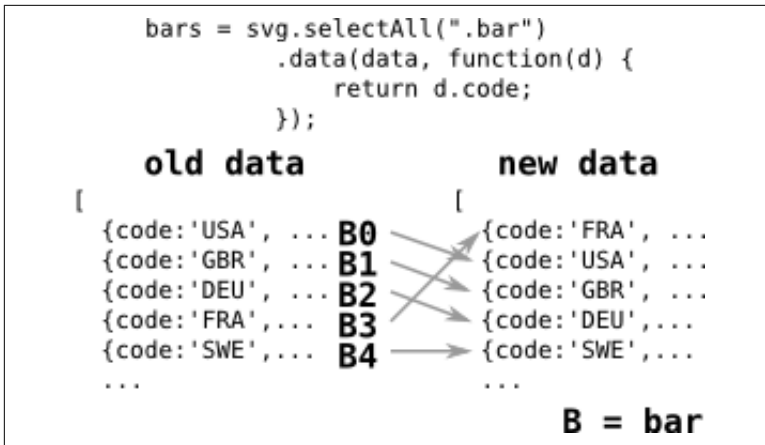 bars = svg.selectAll(".bar")
.data(data, function(d) {
return d.code;
});
old data new data
[ [
{code:'USA', ... B0 {code:'FRA', ...
{code:'GBR', ... B1 {code:'USA', ...
{code:'DEU', ... B2 {code:'GBR', ...
{code:'FRA',... B3 {code:'DEU',...
{code:'SWE',... B4 {code:'SWE',...
... ...
B = bar